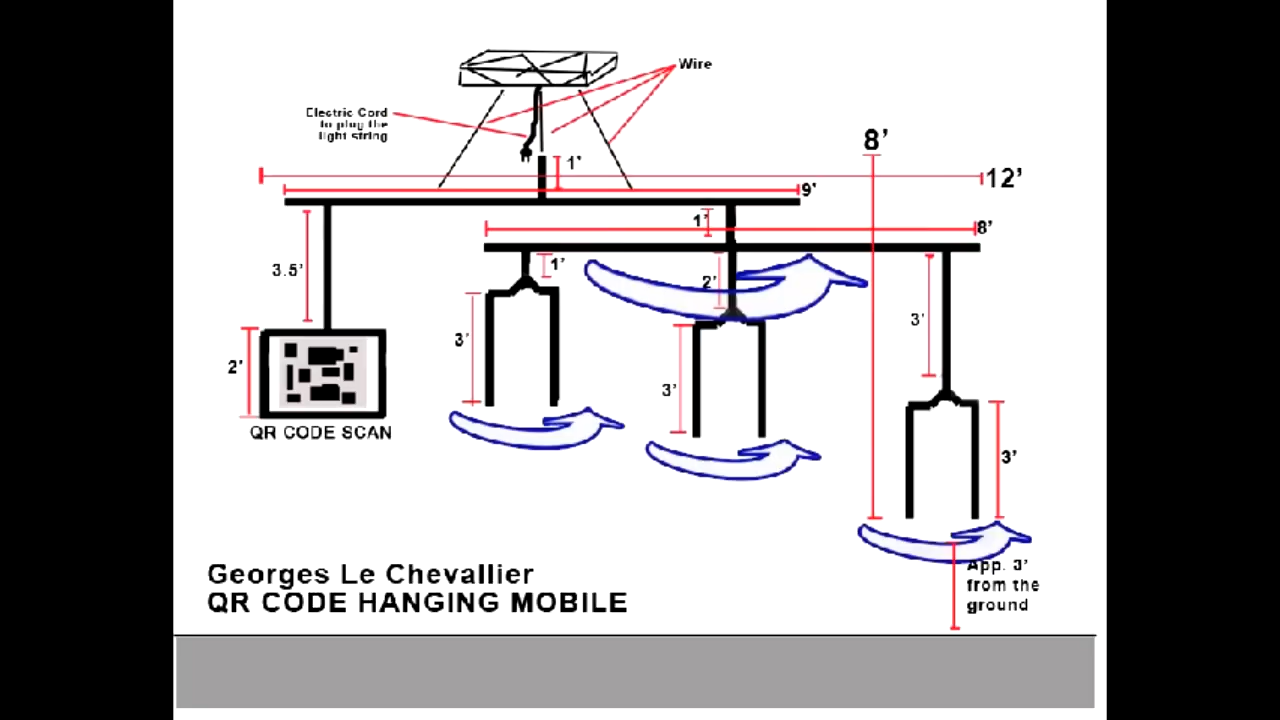 Wire
Electric Cord
to plug the
light string
8’
1’
12’
9’
1’
8’
3.5’
1’
2’
3’
2’
3’
3’
QR CODE SCAN
3’
App. 3’
from the
ground
Georges Le Chevallier
QR CODE HANGING MOBILE